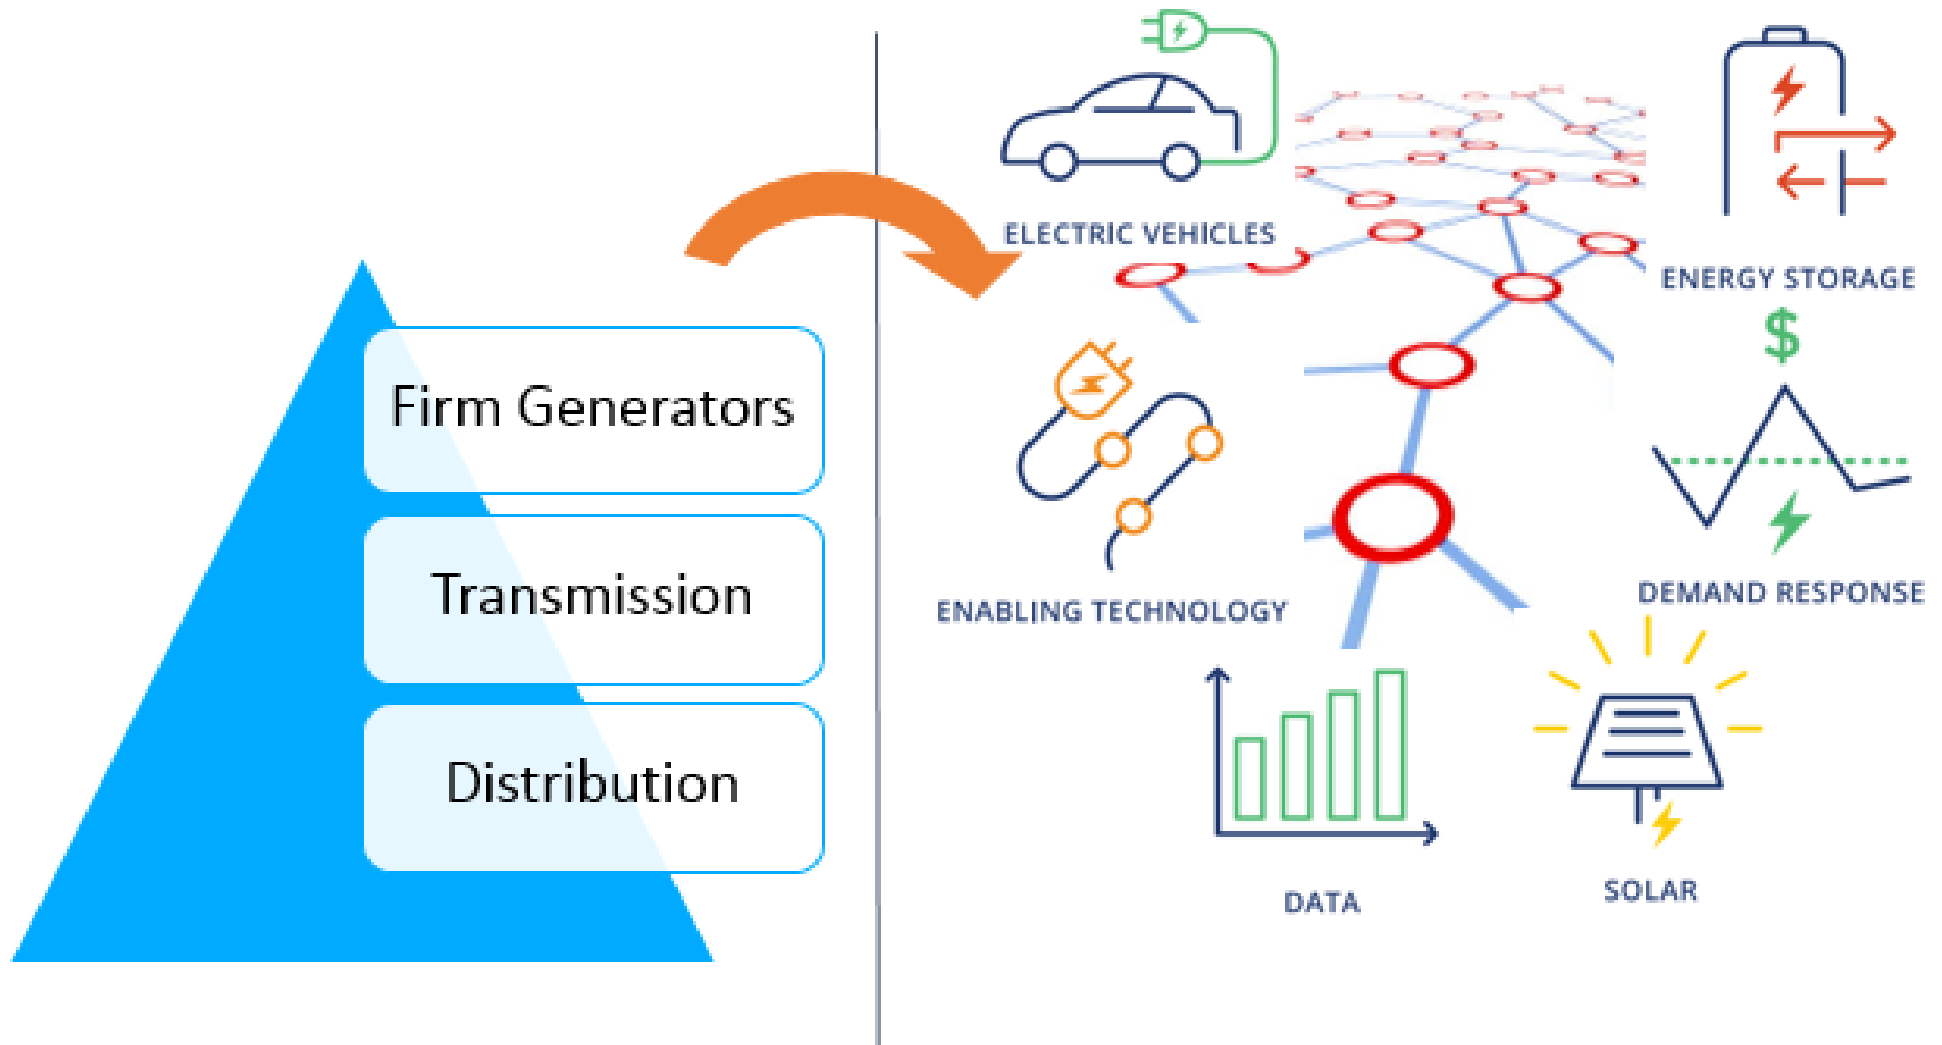 Firm Generators
Transmission
Distribution
ELECTRIC VEHICLES
ENERGY STORAGE
$
ENABLING TECHNOLOGY
DEMAND RESPONSE
DATA
SOLAR